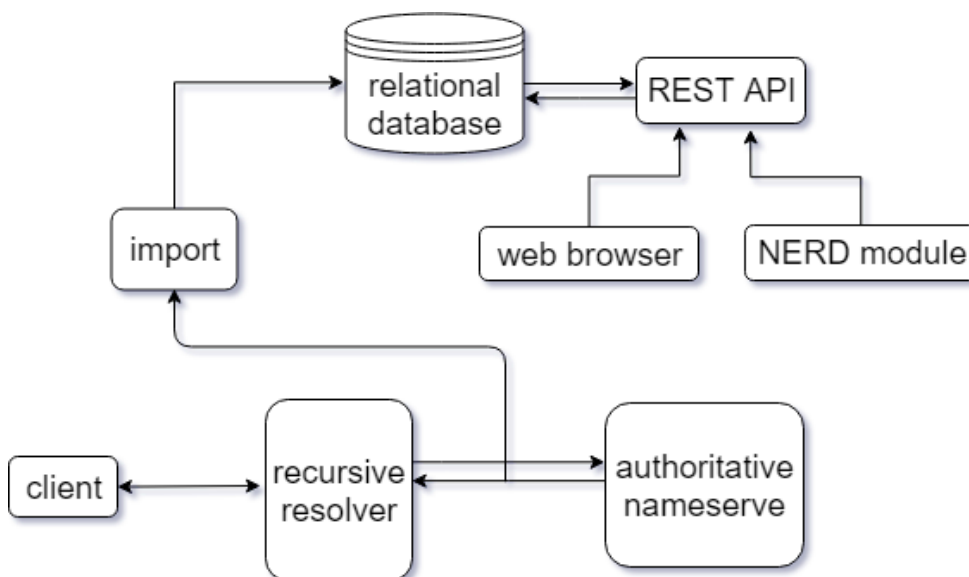 relational
database
REST API
import
web browser
NERD module
client
recursive
resolver
authoritative
nameserve